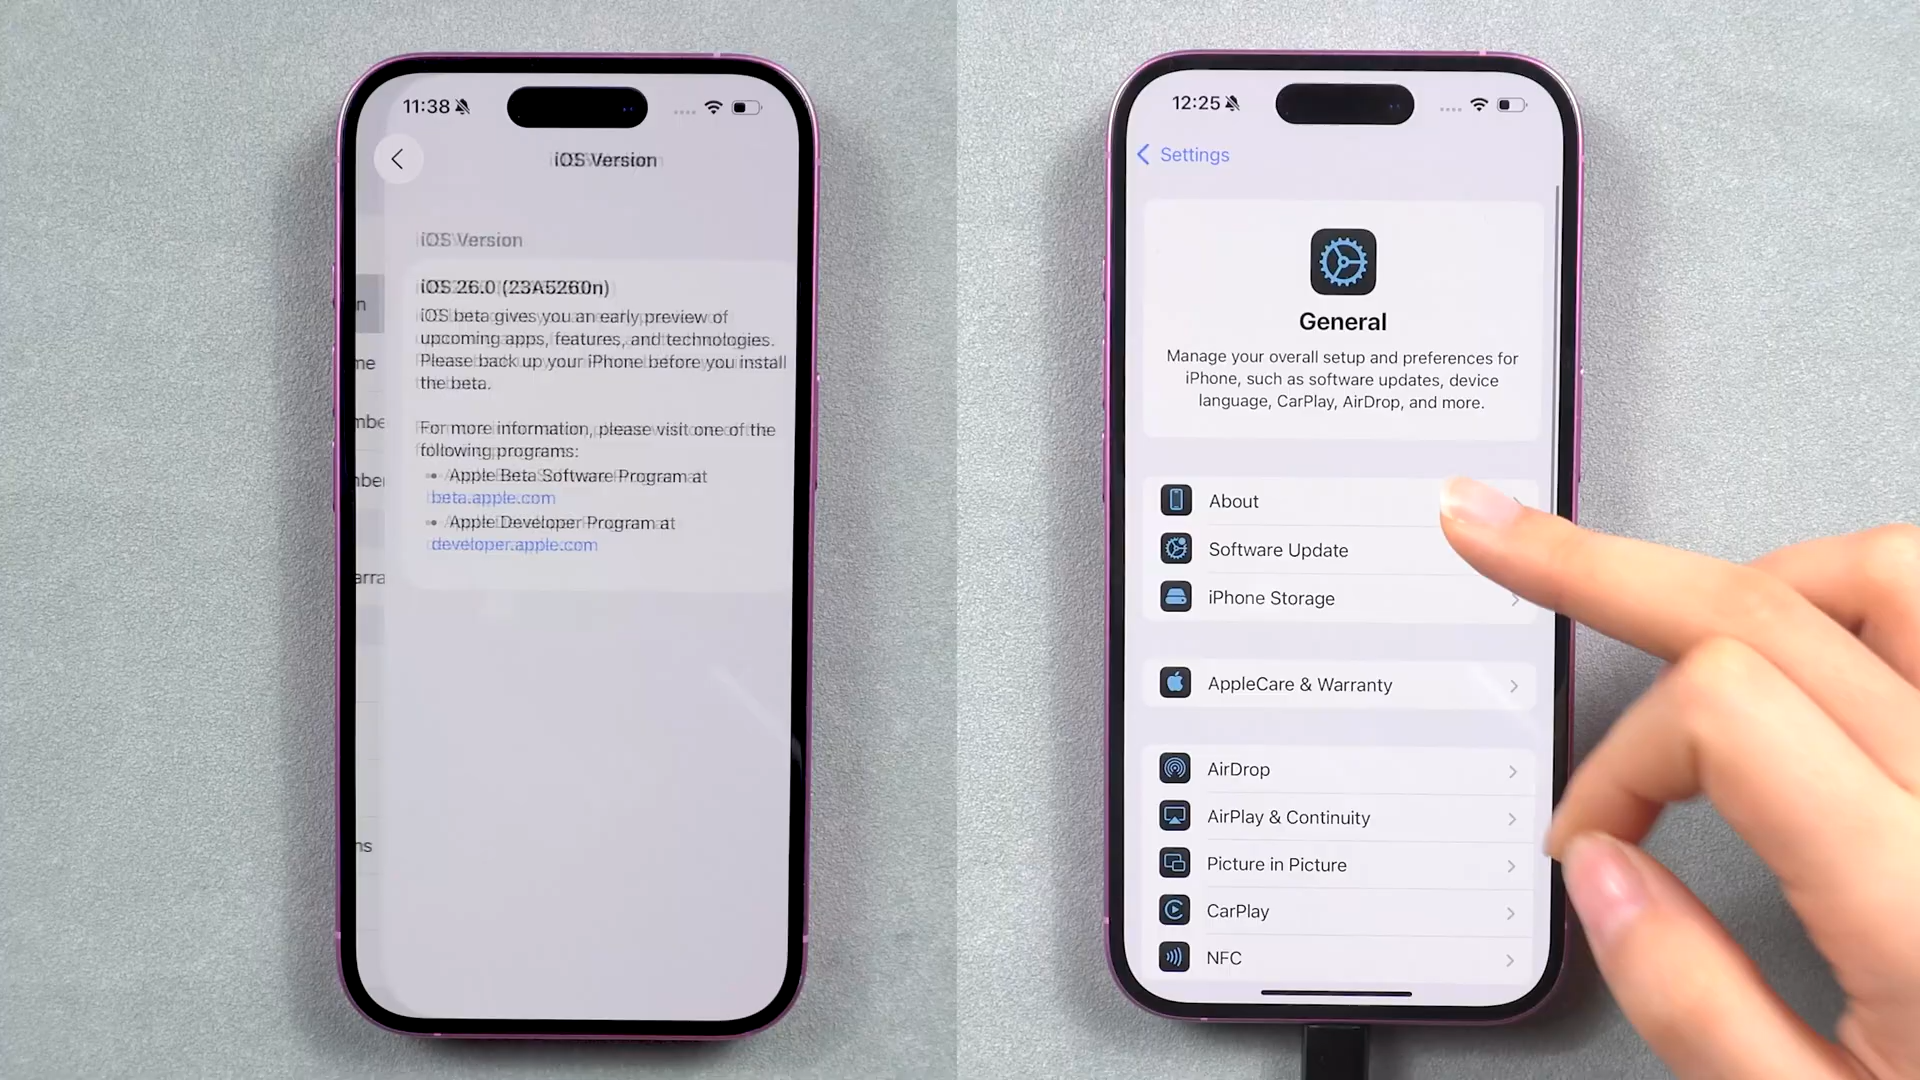 11:38
iOS Version
iOS Version
iOS 26.0 (23A5260n)
iOS beta gives you an early preview of
upcoming apps, features, and technologies.
Please back up your iPhone before you install
the beta.
For more information, please visit one of the
following programs:
• Apple Beta Software Program at
beta.apple.com
• Apple Developer Program at
developer.apple.com
12:25
Settings
General
Manage your overall setup and preferences for
iPhone, such as software updates, device
language, CarPlay, AirDrop, and more.
About
Software Update
iPhone Storage
AppleCare & Warranty
AirDrop
AirPlay & Continuity
Picture in Picture
CarPlay
NFC